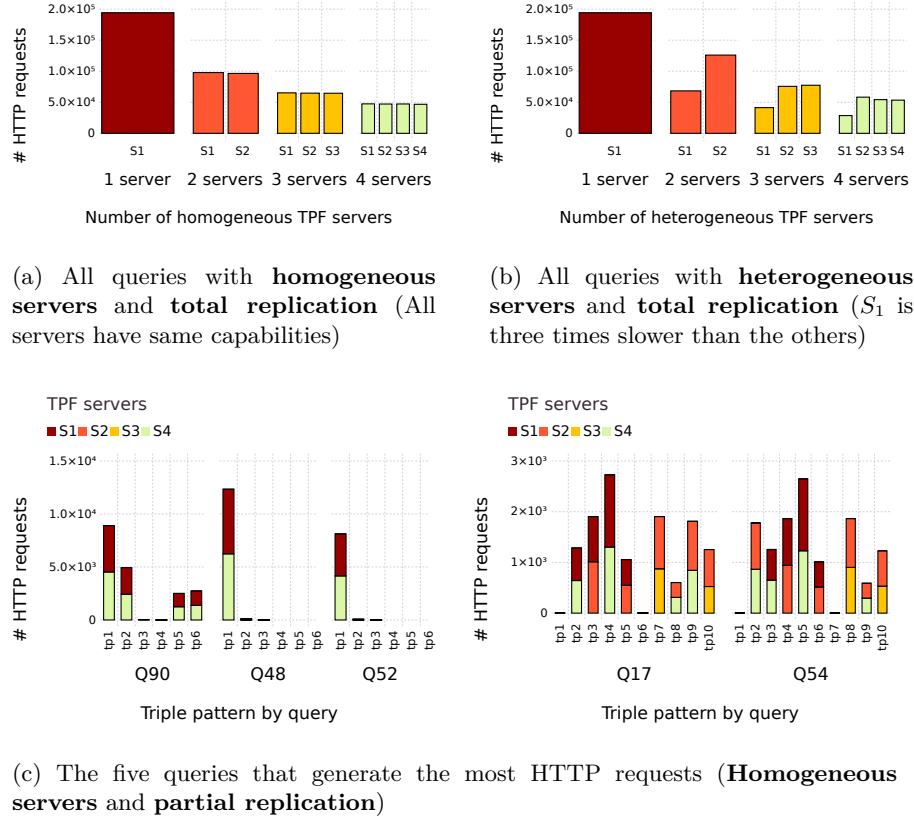 2.0×10⁵
1.5×10⁵
1.0×10⁵
5.0×10⁴
0
# HTTP requests
S1 S1 S2 S1 S2 S3 S1 S2 S3 S4
1 server 2 servers 3 servers 4 servers
Number of homogeneous TPF servers
2.0×10⁵
1.5×10⁵
1.0×10⁵
5.0×10⁴
0
# HTTP requests
S1 S1 S2 S1 S2 S3 S1 S2 S3 S4
1 server 2 servers 3 servers 4 servers
Number of heterogeneous TPF servers
(a) All queries with homogeneous
servers and total replication (All
servers have same capabilities)
(b) All queries with heterogeneous
servers and total replication (S₁ is
three times slower than the others)
TPF servers
S1 S2 S3 S4
1.5×10⁴
1.0×10⁴
5.0×10³
0
# HTTP requests
tp1 tp2 tp3 tp4 tp5 tp6 tp1 tp2 tp3 tp4 tp5 tp6 tp1 tp2 tp3 tp4 tp5 tp6
Q90 Q48 Q52
Triple pattern by query
TPF servers
S1 S2 S3 S4
3×10³
2×10³
1×10³
0
# HTTP requests
tp1 tp2 tp3 tp4 tp5 tp6 tp7 tp8 tp9 tp10 tp1 tp2 tp3 tp4 tp5 tp6 tp7 tp8 tp9 tp10
Q17 Q54
Triple pattern by query
(c) The five queries that generate the most HTTP requests (Homogeneous
servers and partial replication)